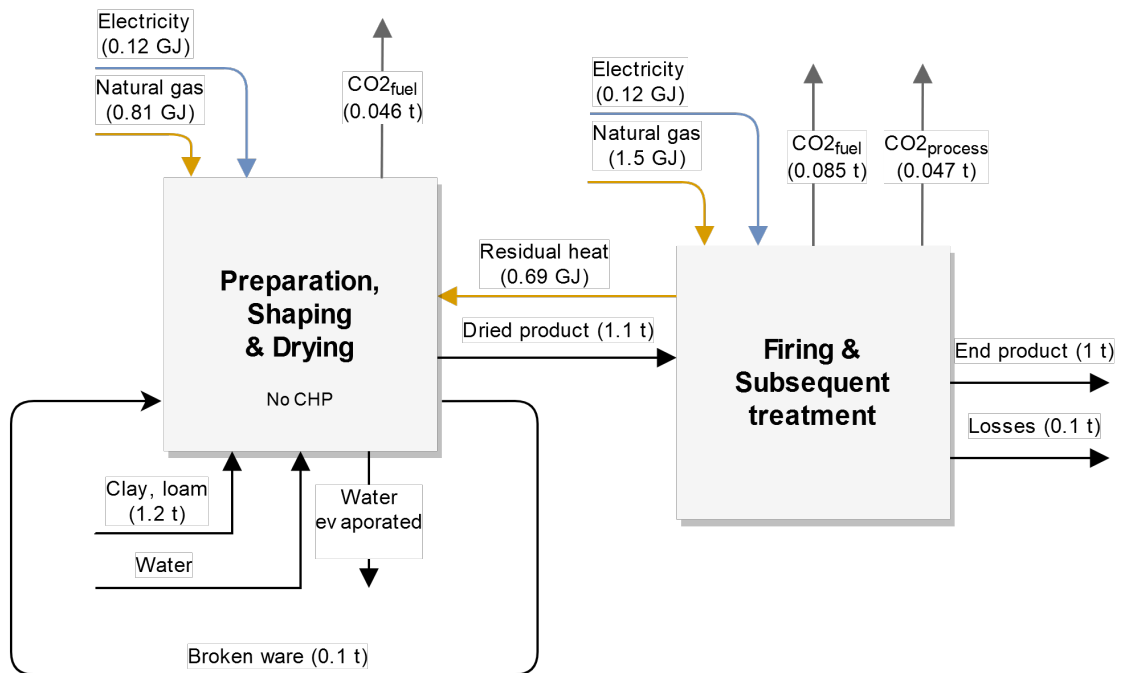 Electricity
(0.12 GJ)
Natural gas
(0.81 GJ)
CO2fuel
(0.046 t)
Electricity
(0.12 GJ)
Natural gas
(1.5 GJ)
CO2fuel
(0.085 t)
CO2process
(0.047 t)
Preparation,
Shaping
& Drying
No CHP
Residual heat
(0.69 GJ)
Dried product (1.1 t)
Firing &
Subsequent
treatment
End product (1 t)
Losses (0.1 t)
Clay, loam
(1.2 t)
Water
Water
evaporated
Broken ware (0.1 t)